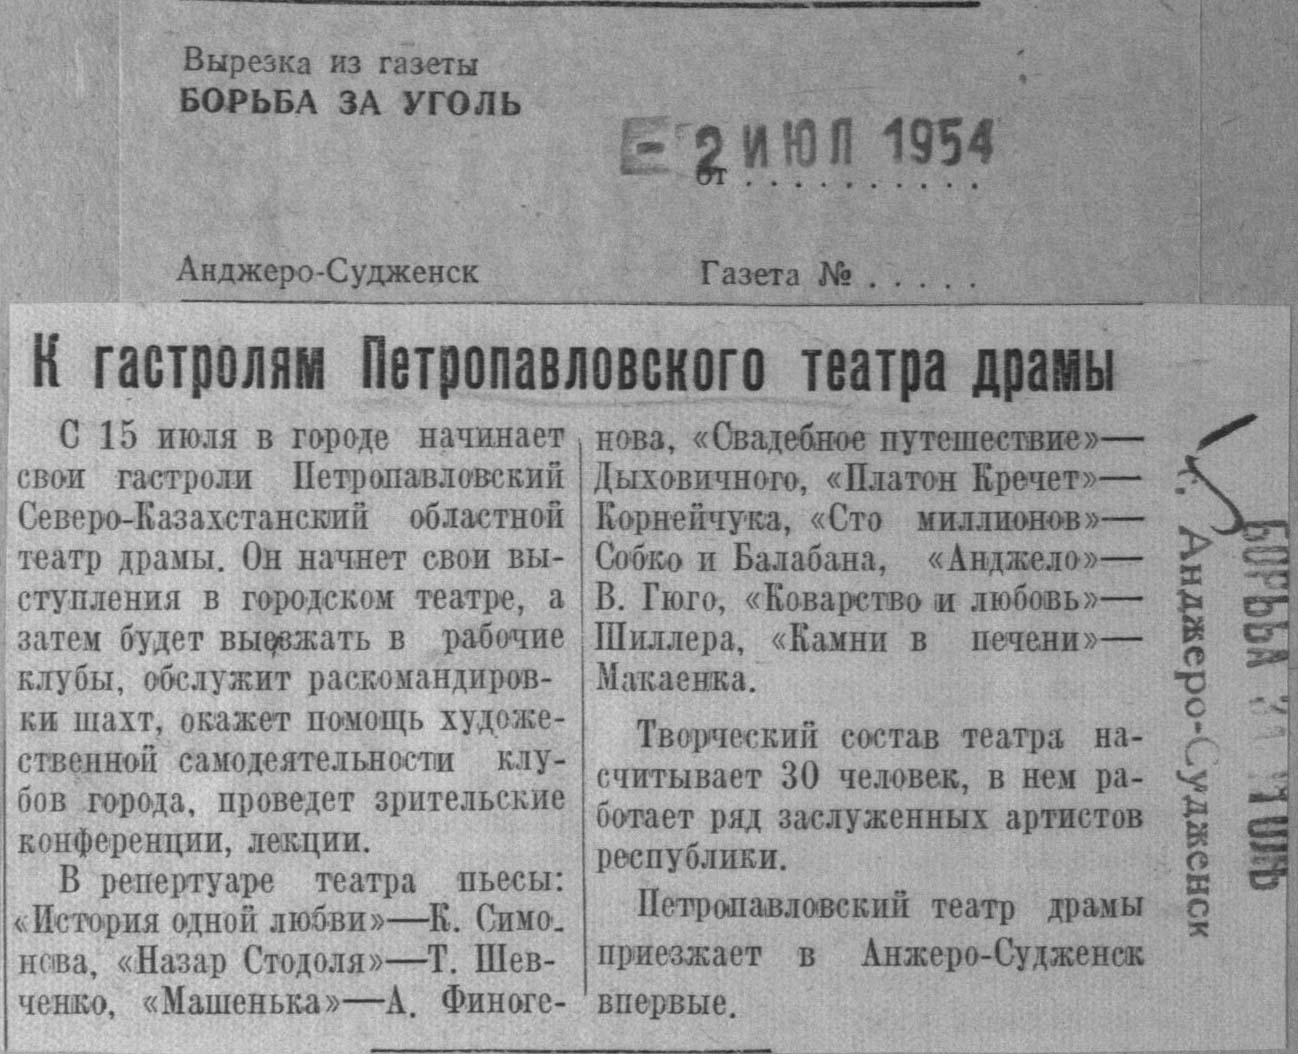 Вырезка из газеты
БОРЬБА ЗА УГОЛЬ
- 2 ИЮЛ 1954
от . . . . . . . . . .
Анджеро-Судженск
Газета № . . . . .
К гастролям Петропавловского театра драмы
С 15 июля в городе начинает
свои гастроли Петропавловский
Северо-Казахстанский областной
театр драмы. Он начнет свои вы-
ступления в городском театре, а
затем будет выезжать в рабочие
клубы, обслужит раскомандиров-
ки шахт, окажет помощь художе-
ственной самодеятельности клу-
бов города, проведет зрительские
конференции, лекции.
В репертуаре театра пьесы:
«История одной любви»—К. Симо-
нова, «Назар Стодоля»—Т. Шев-
ченко, «Машенька»—А. Финоге-
нова, «Свадебное путешествие»—
Дыховичного, «Платон Кречет»—
Корнейчука, «Сто миллионов»—
Собко и Балабана, «Анджело»—
В. Гюго, «Коварство и любовь»—
Шиллера, «Камни в печени»—
Макаенка.
Творческий состав театра на-
считывает 30 человек, в нем ра-
ботает ряд заслуженных артистов
республики.
Петропавловский театр драмы
приезжает в Анжеро-Судженск
впервые.
БОРЬБА ЗА УГОЛЬ
г. Анджеро-Судженск